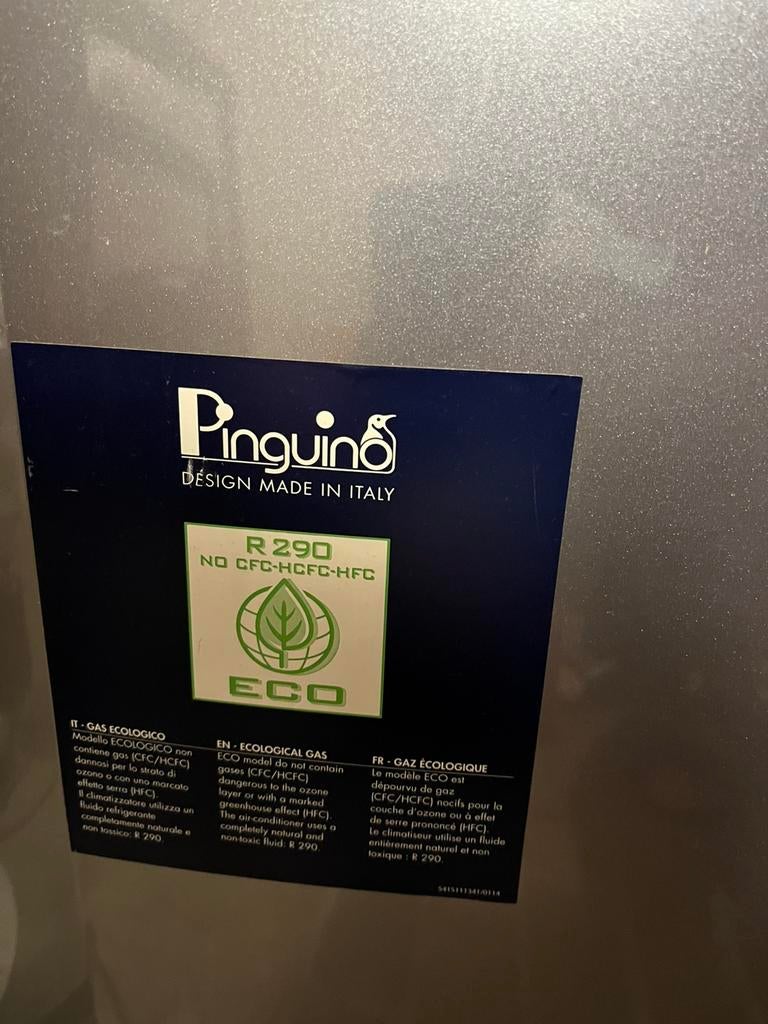 Pinguino
DESIGN MADE IN ITALY
R 290
NO CFC-HCFC-HFC
ECO
IT - GAS ECOLOGICO
Modello ECOLOGICO non
contiene gas (CFC/HCFC)
dannosi per lo strato di
ozono o con uno marcato
effetto serra (HFC).
Il climatizzatore utilizza un
fluido refrigerante
completamente naturale e
non tossico: R 290.
EN - ECOLOGICAL GAS
ECO model do not contain
gases (CFC/HCFC)
dangerous to the ozone
layer or with a marked
greenhouse effect (HFC).
The air-conditioner uses a
completely natural and
non-toxic fluid: R 290.
FR - GAZ ÉCOLOGIQUE
Le modèle ECO est
dépourvu de gaz
(CFC/HCFC) nocifs pour la
couche d'ozone ou à effet
de serre prononcé (HFC).
Le climatiseur utilise un fluide
entièrement naturel et non
toxique : R 290.
5415111341/0114